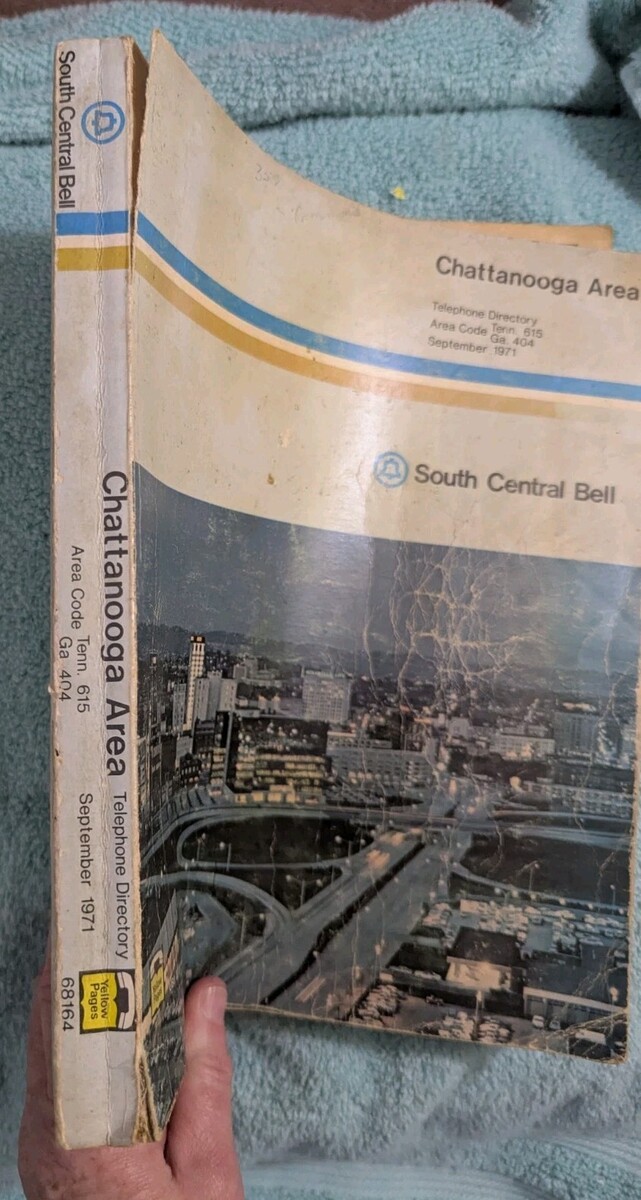 South Central Bell
Chattanooga Area
Telephone Directory
Area Code Tenn. 615
Ga 404
September 1971
Yellow
Pages
68164
Chattanooga Area
Telephone Directory
Area Code Tenn. 615
Ga. 404
September 1971
South Central Bell